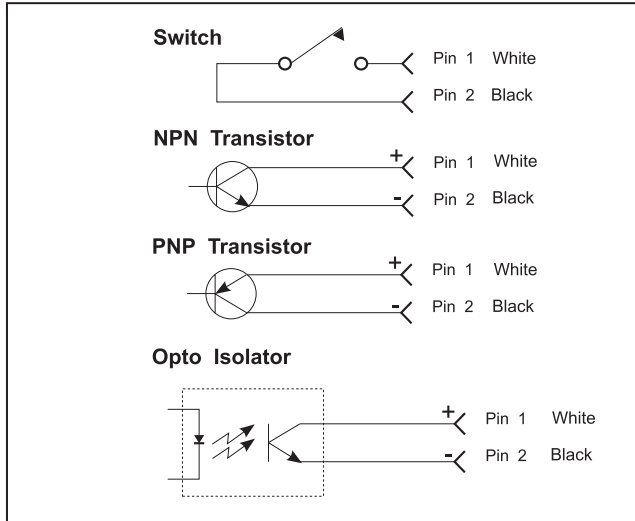 Switch
Pin 1 White
Pin 2 Black
NPN Transistor
+ Pin 1 White
- Pin 2 Black
PNP Transistor
+ Pin 1 White
- Pin 2 Black
Opto Isolator
+ Pin 1 White
- Pin 2 Black